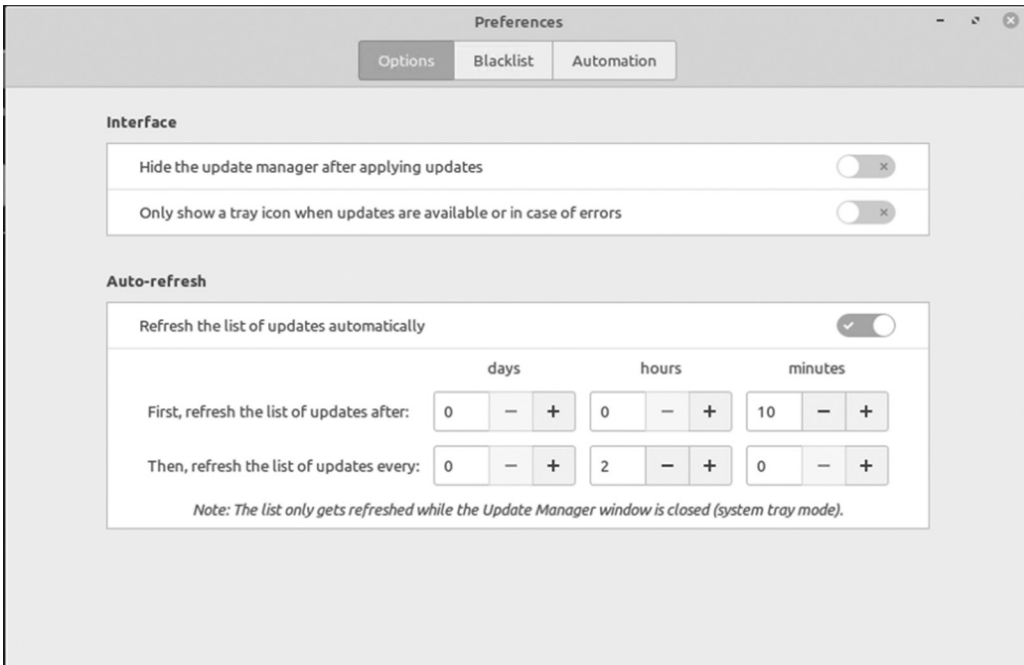 Preferences
Options Blacklist Automation
Interface
Hide the update manager after applying updates
Only show a tray icon when updates are available or in case of errors
Auto-refresh
Refresh the list of updates automatically
days hours minutes
First, refresh the list of updates after: 0 − + 0 − + 10 − +
Then, refresh the list of updates every: 0 − + 2 − + 0 − +
Note: The list only gets refreshed while the Update Manager window is closed (system tray mode).